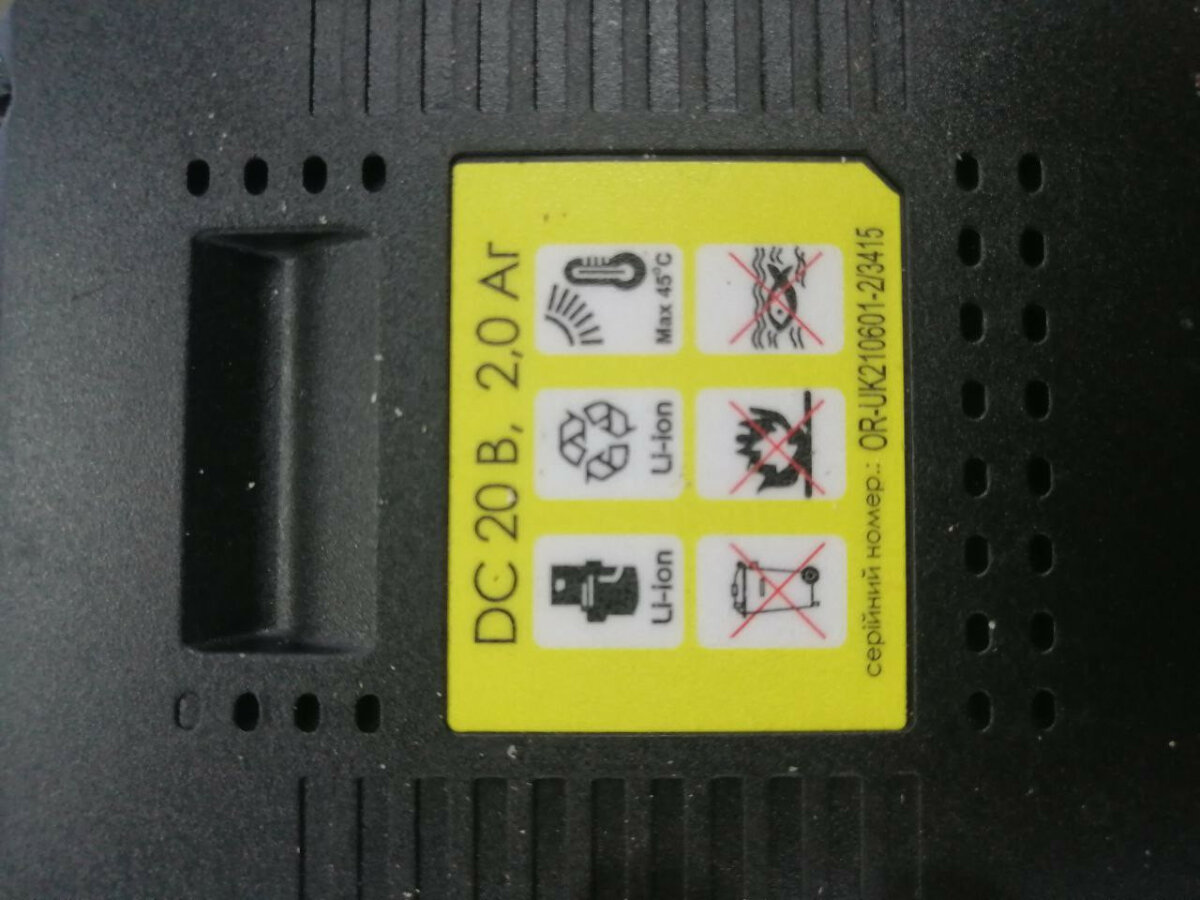 DC 20 В, 2,0 Аг
Li-ion
Li-ion
Max 45°C
серійний номер.: OR-UK210601-2/3415